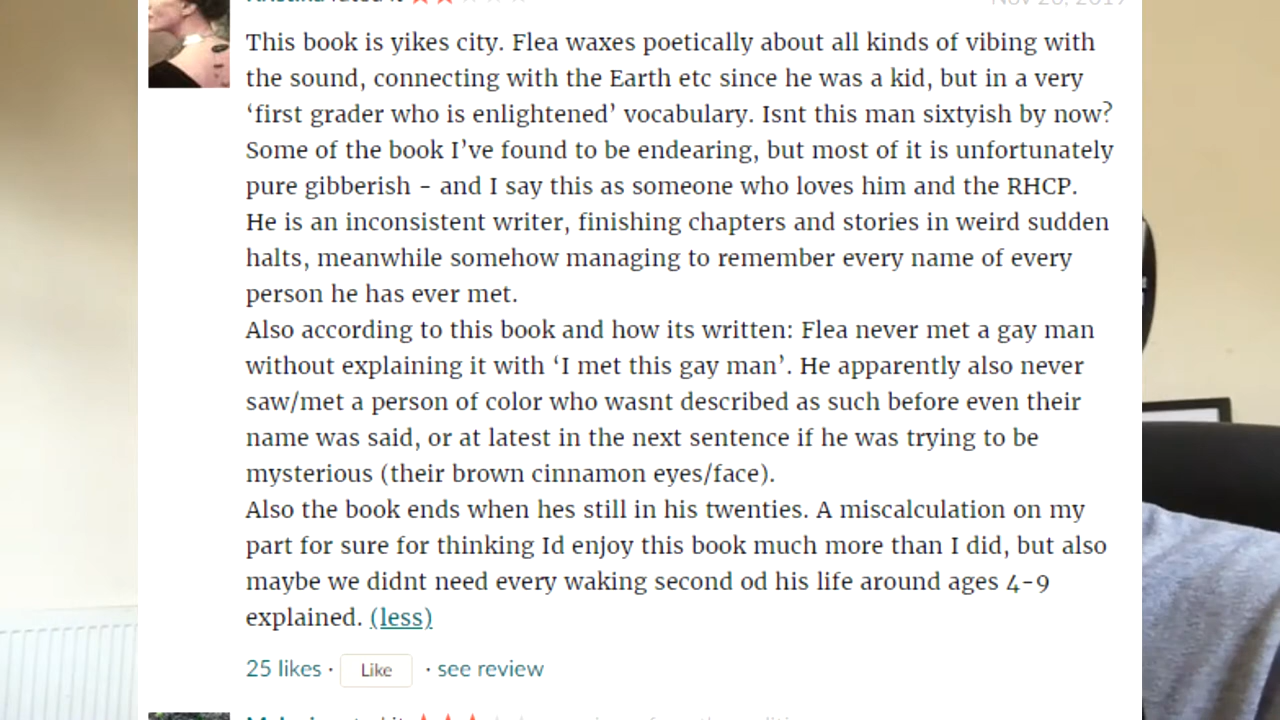 This book is yikes city. Flea waxes poetically about all kinds of vibing with
the sound, connecting with the Earth etc since he was a kid, but in a very
‘first grader who is enlightened’ vocabulary. Isnt this man sixtyish by now?
Some of the book I’ve found to be endearing, but most of it is unfortunately
pure gibberish - and I say this as someone who loves him and the RHCP.
He is an inconsistent writer, finishing chapters and stories in weird sudden
halts, meanwhile somehow managing to remember every name of every
person he has ever met.
Also according to this book and how its written: Flea never met a gay man
without explaining it with ‘I met this gay man’. He apparently also never
saw/met a person of color who wasnt described as such before even their
name was said, or at latest in the next sentence if he was trying to be
mysterious (their brown cinnamon eyes/face).
Also the book ends when hes still in his twenties. A miscalculation on my
part for sure for thinking Id enjoy this book much more than I did, but also
maybe we didnt need every waking second od his life around ages 4-9
explained. (less)
25 likes · Like · see review